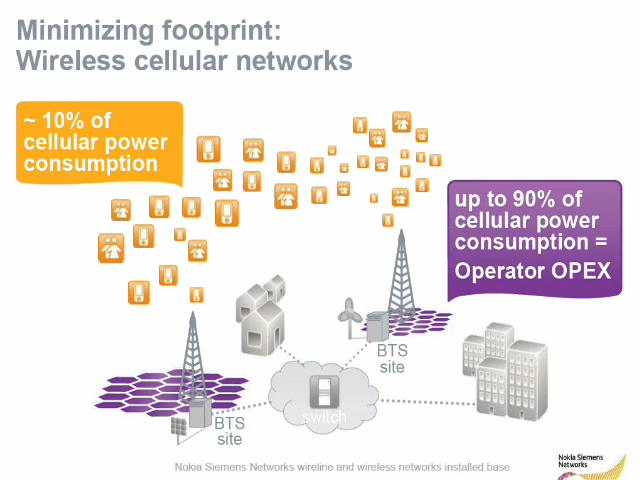 Minimizing footprint:
Wireless cellular networks
~ 10% of
cellular power
consumption
up to 90% of
cellular power
consumption =
Operator OPEX
BTS
site
switch
BTS
site
Nokia Siemens Networks wireline and wireless networks installed base
Nokia Siemens
Networks